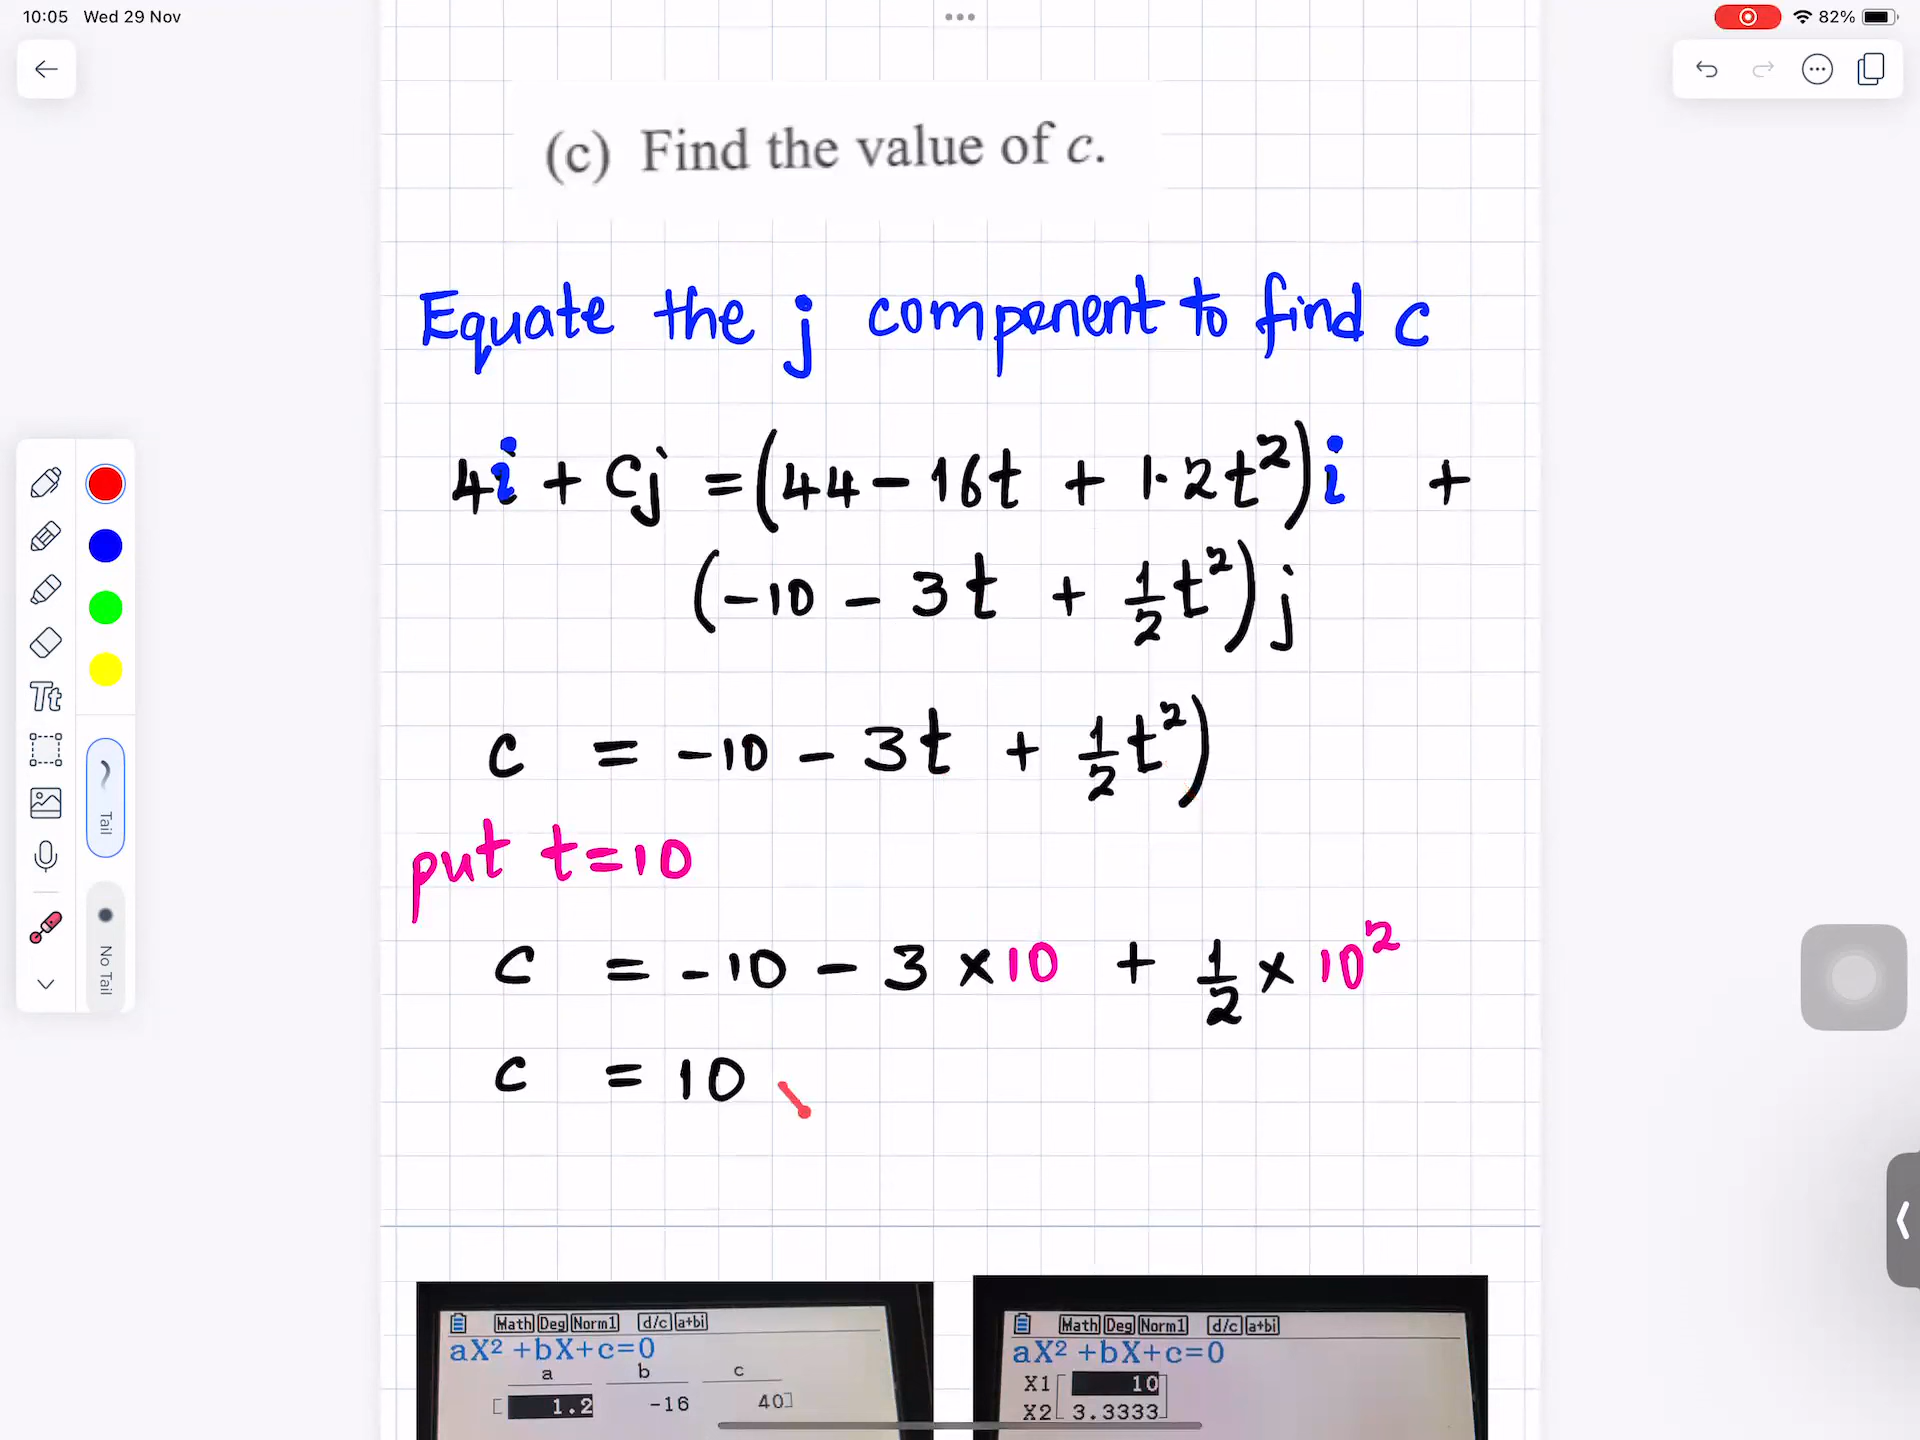 10:05 Wed 29 Nov
82%
(c) Find the value of c.
Equate the j component to find c
4i + Cj = (44 - 16t + 1.2t²)i +
(-10 - 3t + ½t²)j
c = -10 - 3t + ½t²)
put t=10
c = -10 - 3 × 10 + ½ × 10²
c = 10
Tt
Tail
No Tail
Math Deg Norm1 d/c a+bi
aX² +bX+c=0
a b c
[ 1.2 -16 40]
Math Deg Norm1 d/c a+bi
aX² +bX+c=0
X1[ 10]
X2[ 3.3333]